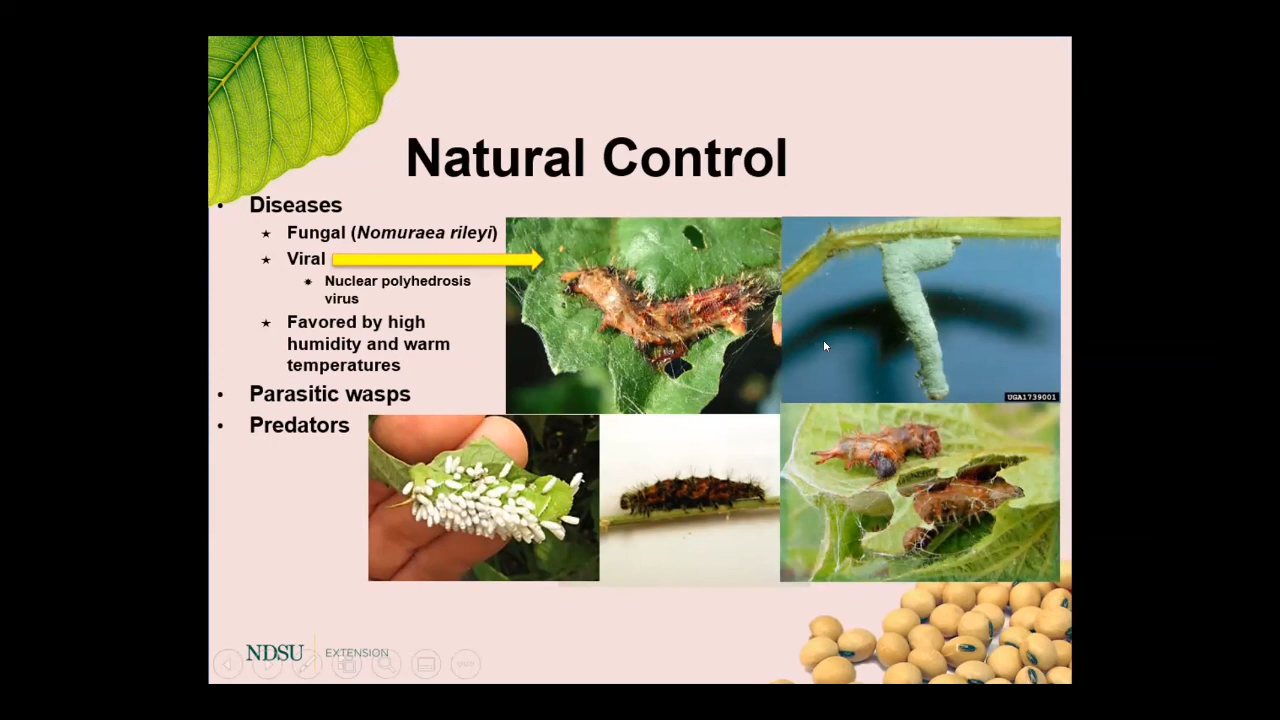 Natural Control
• Diseases
★ Fungal (Nomuraea rileyi)
★ Viral
Nuclear polyhedrosis
virus
★ Favored by high
humidity and warm
temperatures
• Parasitic wasps
• Predators
UGA1739001
NDSU EXTENSION